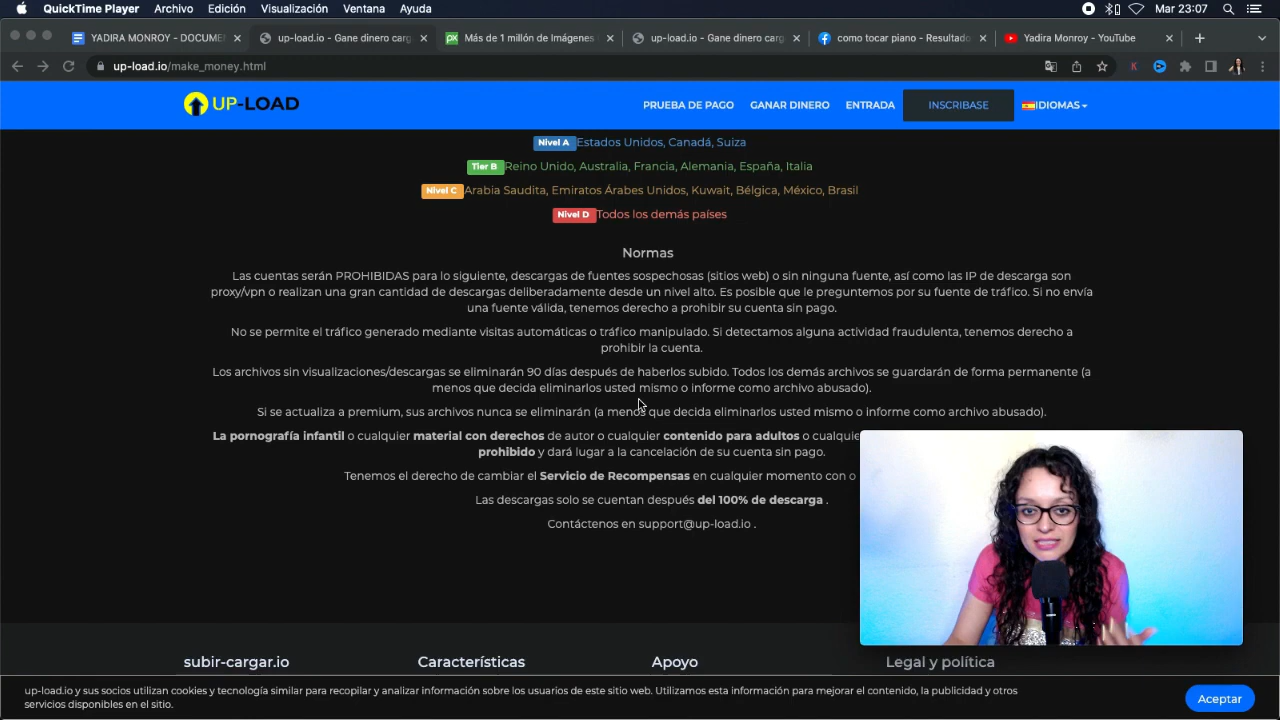 QuickTime Player Archivo Edición Visualización Ventana Ayuda Mar 23:07
YADIRA MONROY - DOCUME up-load.io - Gane dinero carg Más de 1 millón de Imágenes up-load.io - Gane dinero carg como tocar piano - Resultado Yadira Monroy - YouTube
up-load.io/make_money.html
UP-LOAD PRUEBA DE PAGO GANAR DINERO ENTRADA INSCRIBASE IDIOMAS
Nivel A Estados Unidos, Canadá, Suiza
Tier B Reino Unido, Australia, Francia, Alemania, España, Italia
Nivel C Arabia Saudita, Emiratos Árabes Unidos, Kuwait, Bélgica, México, Brasil
Nivel D Todos los demás países
Normas
Las cuentas serán PROHIBIDAS para lo siguiente, descargas de fuentes sospechosas (sitios web) o sin ninguna fuente, así como las IP de descarga son
proxy/vpn o realizan una gran cantidad de descargas deliberadamente desde un nivel alto. Es posible que le preguntemos por su fuente de tráfico. Si no envía
una fuente válida, tenemos derecho a prohibir su cuenta sin pago.
No se permite el tráfico generado mediante visitas automáticas o tráfico manipulado. Si detectamos alguna actividad fraudulenta, tenemos derecho a
prohibir la cuenta.
Los archivos sin visualizaciones/descargas se eliminarán 90 días después de haberlos subido. Todos los demás archivos se guardarán de forma permanente (a
menos que decida eliminarlos usted mismo o informe como archivo abusado).
Si se actualiza a premium, sus archivos nunca se eliminarán (a menos que decida eliminarlos usted mismo o informe como archivo abusado).
La pornografía infantil o cualquier material con derechos de autor o cualquier contenido para adultos o cualquie
prohibido y dará lugar a la cancelación de su cuenta sin pago.
Tenemos el derecho de cambiar el Servicio de Recompensas en cualquier momento con o
Las descargas solo se cuentan después del 100% de descarga .
Contáctenos en support@up-load.io .
subir-cargar.io Características Apoyo Legal y política
up-load.io y sus socios utilizan cookies y tecnología similar para recopilar y analizar información sobre los usuarios de este sitio web. Utilizamos esta información para mejorar el contenido, la publicidad y otros
servicios disponibles en el sitio.
Aceptar